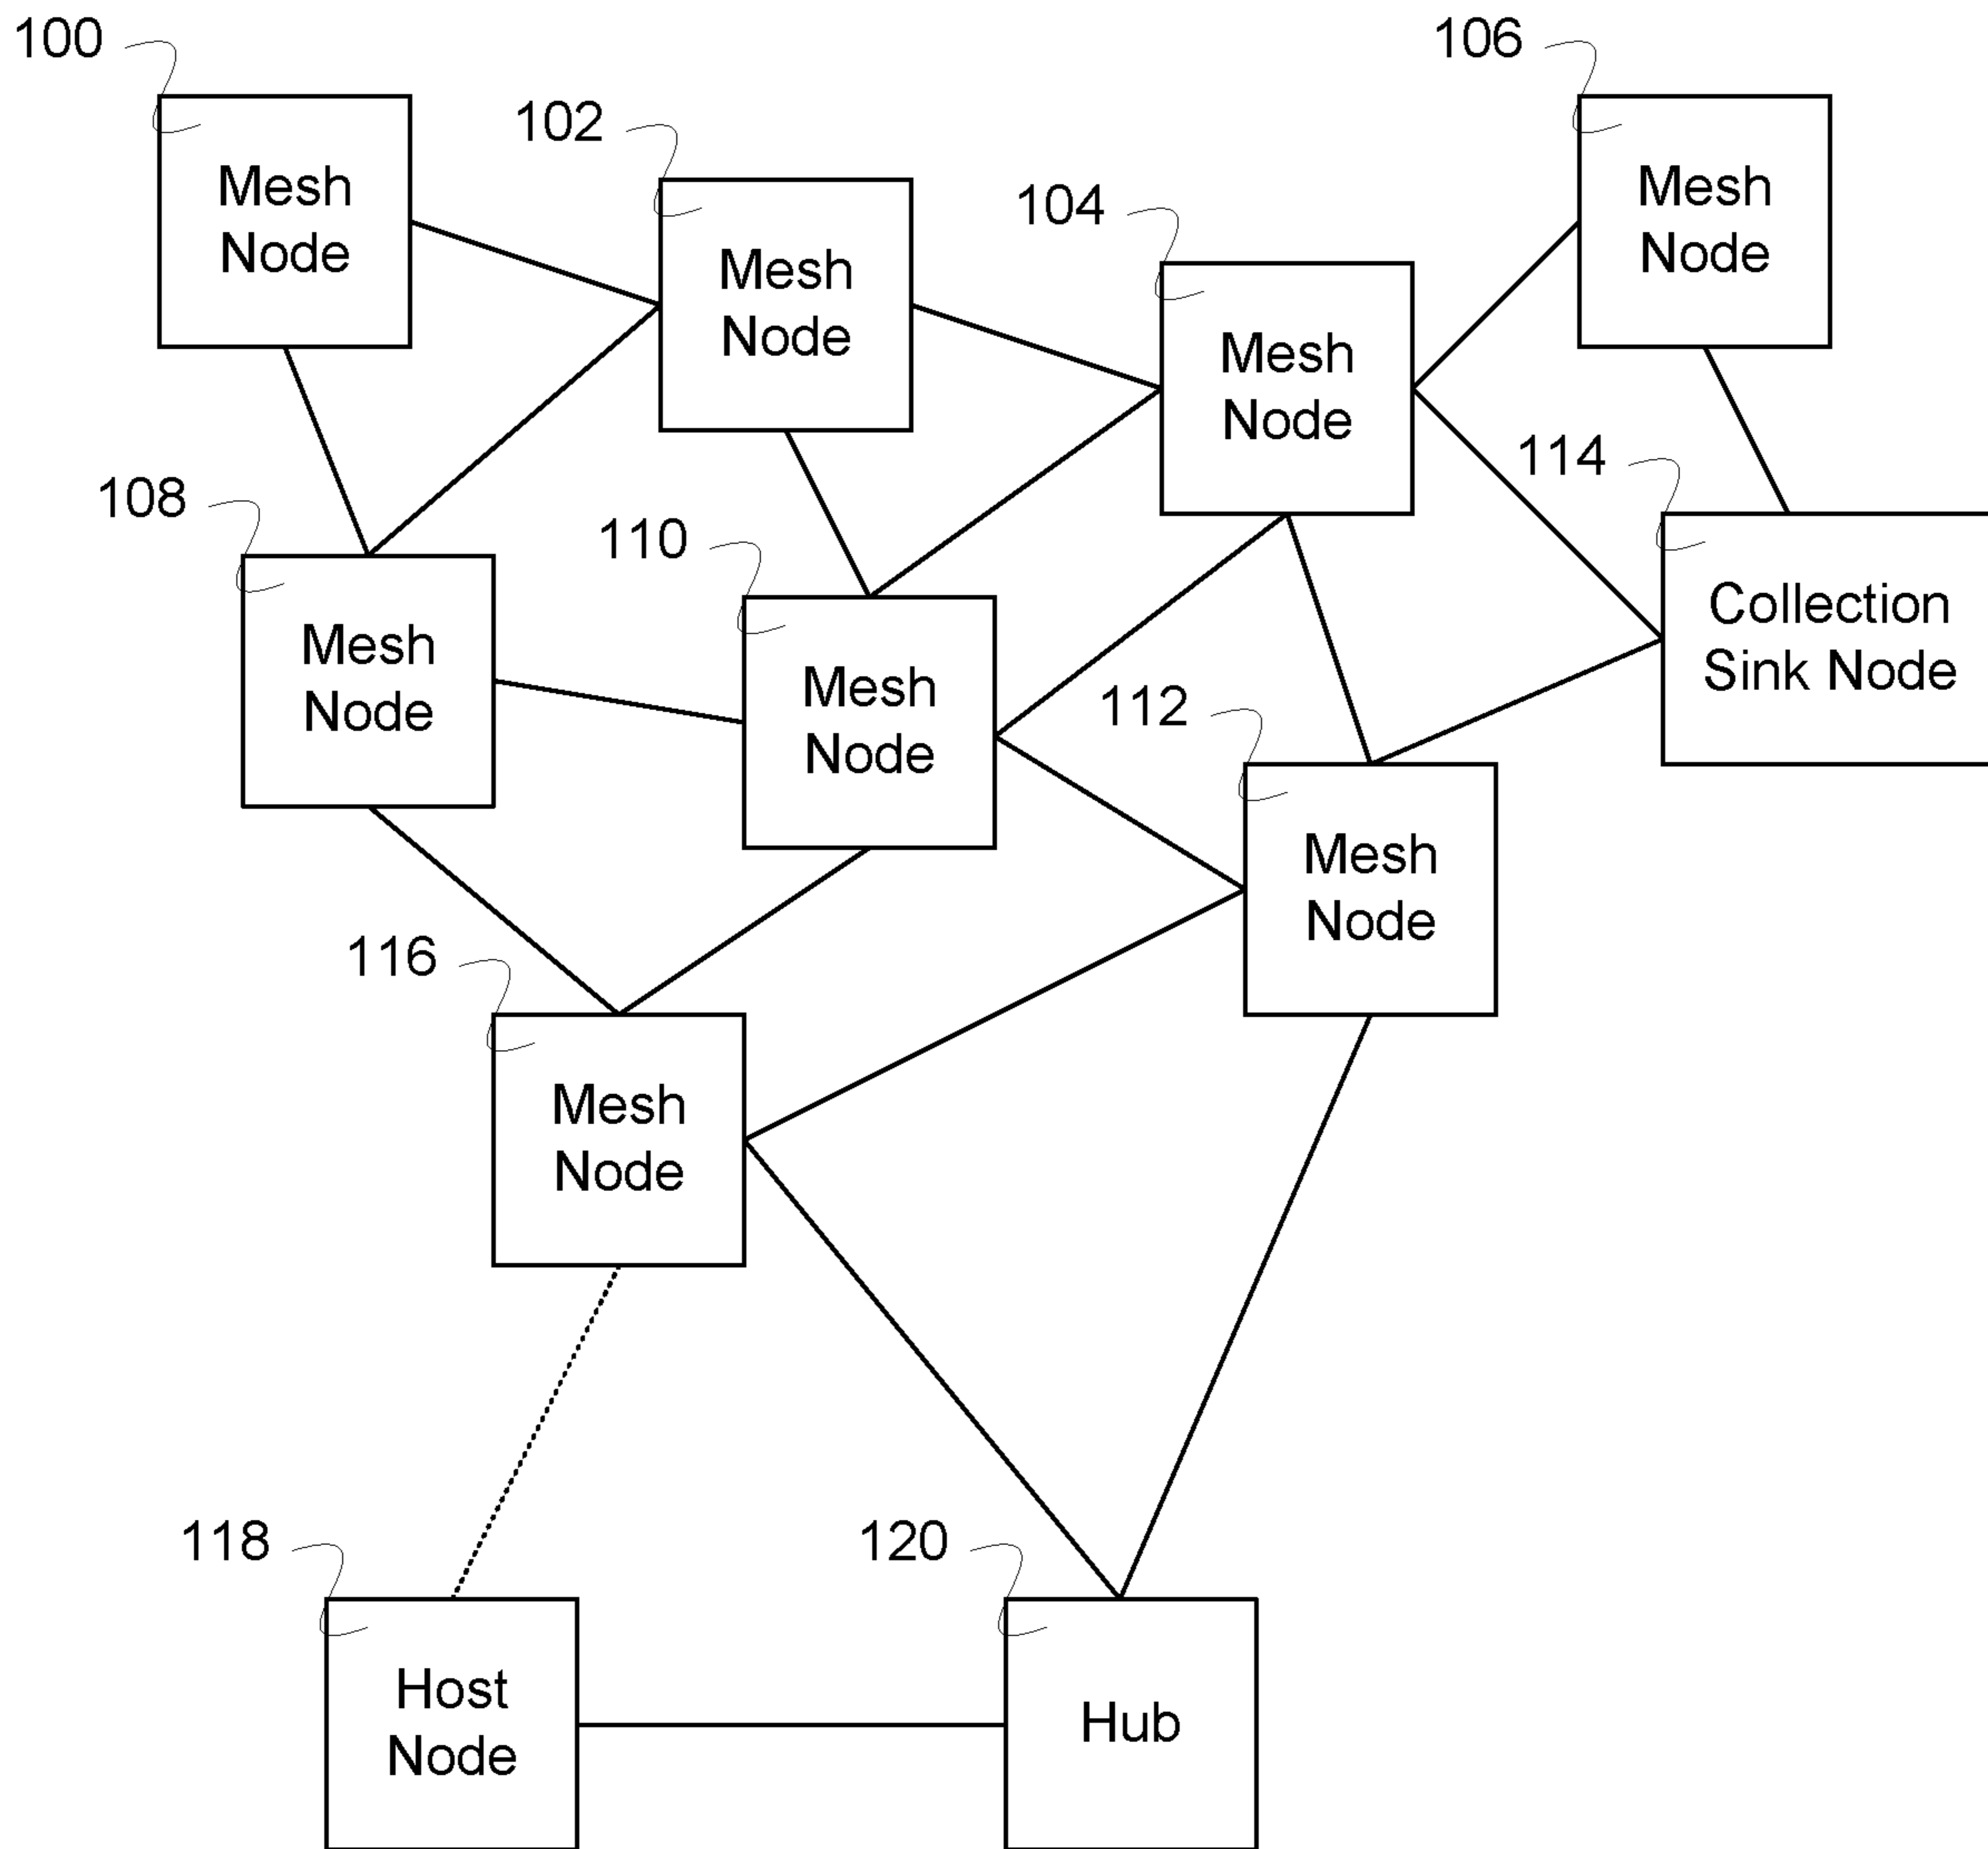 100
106
Mesh
Node
102
Mesh
Node
Mesh
Node
104
Mesh
Node
108
114
110
Mesh
Node
Mesh
Node
112
Collection
Sink Node
Mesh
Node
116
Mesh
Node
118
120
Host
Node
Hub